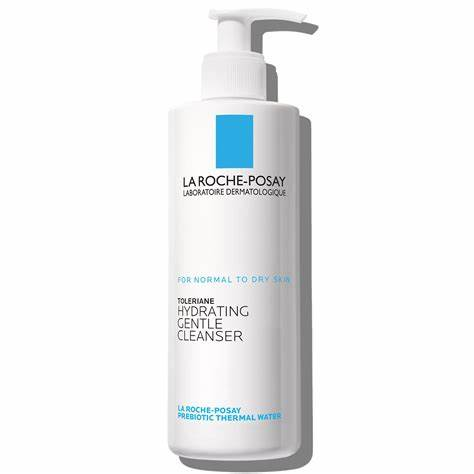 LA ROCHE-POSAY
LABORATOIRE DERMATOLOGIQUE
FOR NORMAL TO DRY SKIN
TOLERIANE
HYDRATING
GENTLE
CLEANSER
LA ROCHE-POSAY
PREBIOTIC THERMAL WATER